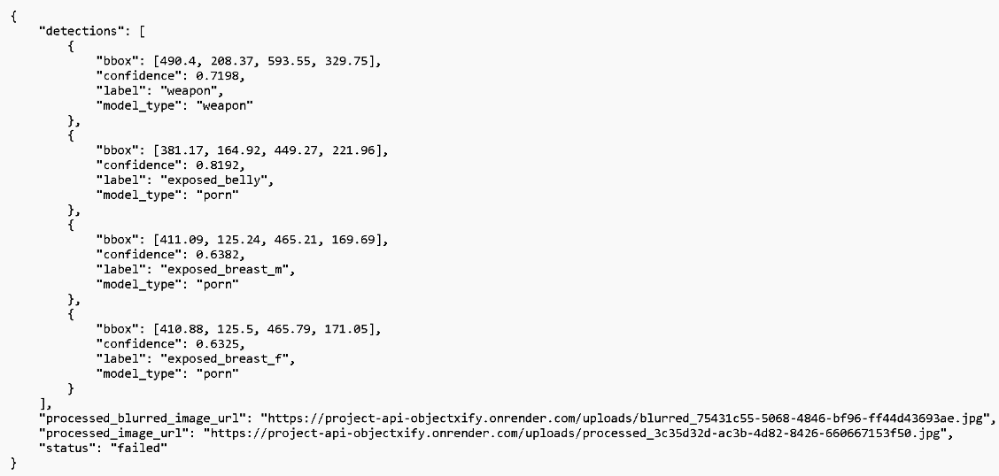 {
    "detections": [
        {
            "bbox": [490.4, 208.37, 593.55, 329.75],
            "confidence": 0.7198,
            "label": "weapon",
            "model_type": "weapon"
        },
        {
            "bbox": [381.17, 164.92, 449.27, 221.96],
            "confidence": 0.8192,
            "label": "exposed_belly",
            "model_type": "porn"
        },
        {
            "bbox": [411.09, 125.24, 465.21, 169.69],
            "confidence": 0.6382,
            "label": "exposed_breast_m",
            "model_type": "porn"
        },
        {
            "bbox": [410.88, 125.5, 465.79, 171.05],
            "confidence": 0.6325,
            "label": "exposed_breast_f",
            "model_type": "porn"
        }
    ],
    "processed_blurred_image_url": "https://project-api-objectxify.onrender.com/uploads/blurred_75431c55-5068-4846-bf96-ff44d43693ae.jpg",
    "processed_image_url": "https://project-api-objectxify.onrender.com/uploads/processed_3c35d32d-ac3b-4d82-8426-660667153f50.jpg",
    "status": "failed"
}